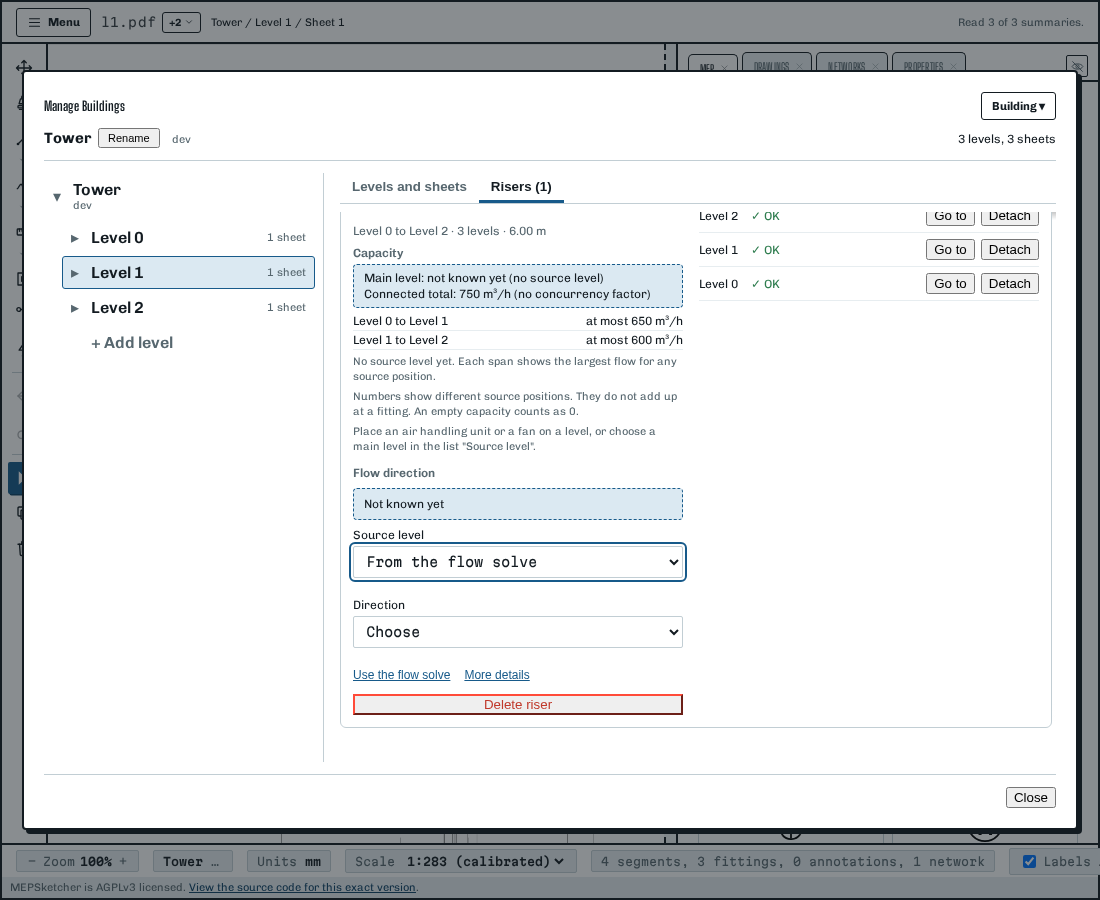 Menu
l1.pdf
+2
Tower / Level 1 / Sheet 1
Read 3 of 3 summaries.
MEP ×
DRAWINGS ×
NETWORKS ×
PROPERTIES ×
Manage Buildings
Building ▾
Tower
Rename
dev
3 levels, 3 sheets
▼ Tower
dev
▶ Level 0 1 sheet
▶ Level 1 1 sheet
▶ Level 2 1 sheet
+ Add level
Levels and sheets
Risers (1)
Level 0 to Level 2 · 3 levels · 6.00 m
Capacity
Main level: not known yet (no source level)
Connected total: 750 m³/h (no concurrency factor)
Level 0 to Level 1 at most 650 m³/h
Level 1 to Level 2 at most 600 m³/h
No source level yet. Each span shows the largest flow for any
source position.
Numbers show different source positions. They do not add up
at a fitting. An empty capacity counts as 0.
Place an air handling unit or a fan on a level, or choose a
main level in the list "Source level".
Flow direction
Not known yet
Source level
From the flow solve
Direction
Choose
Use the flow solve More details
Delete riser
Level 2 ✓ OK Go to Detach
Level 1 ✓ OK Go to Detach
Level 0 ✓ OK Go to Detach
Close
− Zoom 100% +
Tower …
Units mm
Scale 1:283 (calibrated)
4 segments, 3 fittings, 0 annotations, 1 network
Labels
MEPSketcher is AGPLv3 licensed. View the source code for this exact version.